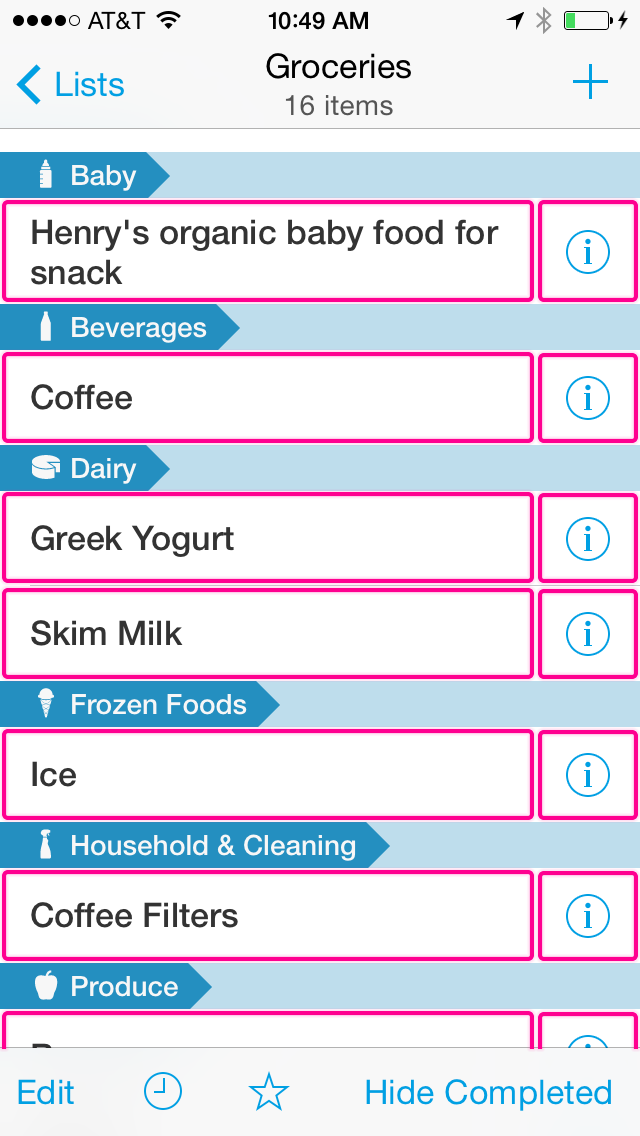 AT&T 10:49 AM
Lists Groceries
16 items
Baby
Henry's organic baby food for
snack
Beverages
Coffee
Dairy
Greek Yogurt
Skim Milk
Frozen Foods
Ice
Household & Cleaning
Coffee Filters
Produce
Edit Hide Completed